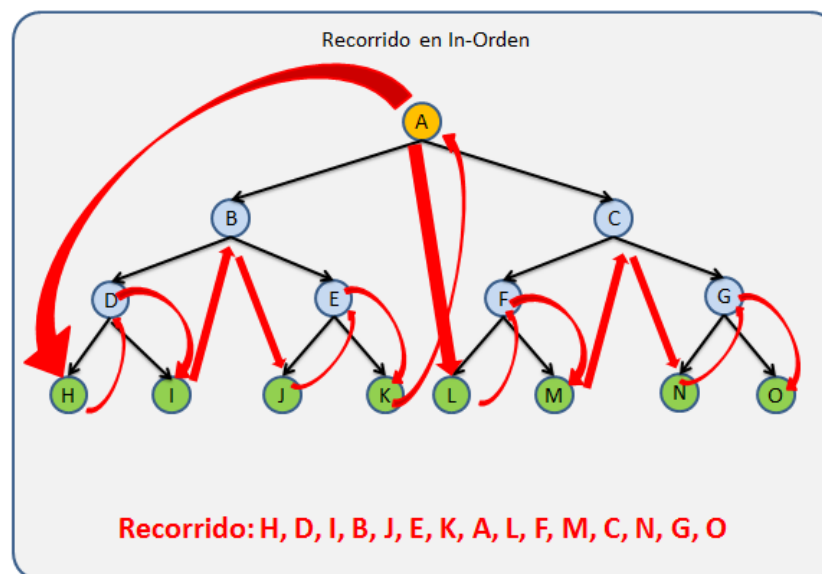 Recorrido en In-Orden
A
B C
D E F G
H I J K L M N O
Recorrido: H, D, I, B, J, E, K, A, L, F, M, C, N, G, O